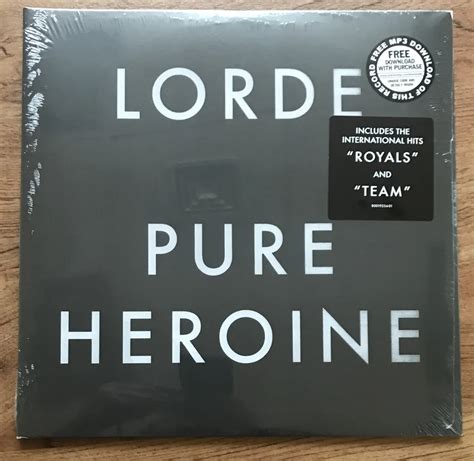 LORDE
PURE
HEROINE
FREE MP3 DOWNLOAD OF THIS RECORD
FREE
DOWNLOAD
WITH PURCHASE
INCLUDES THE
INTERNATIONAL HITS
"ROYALS"
AND
"TEAM"